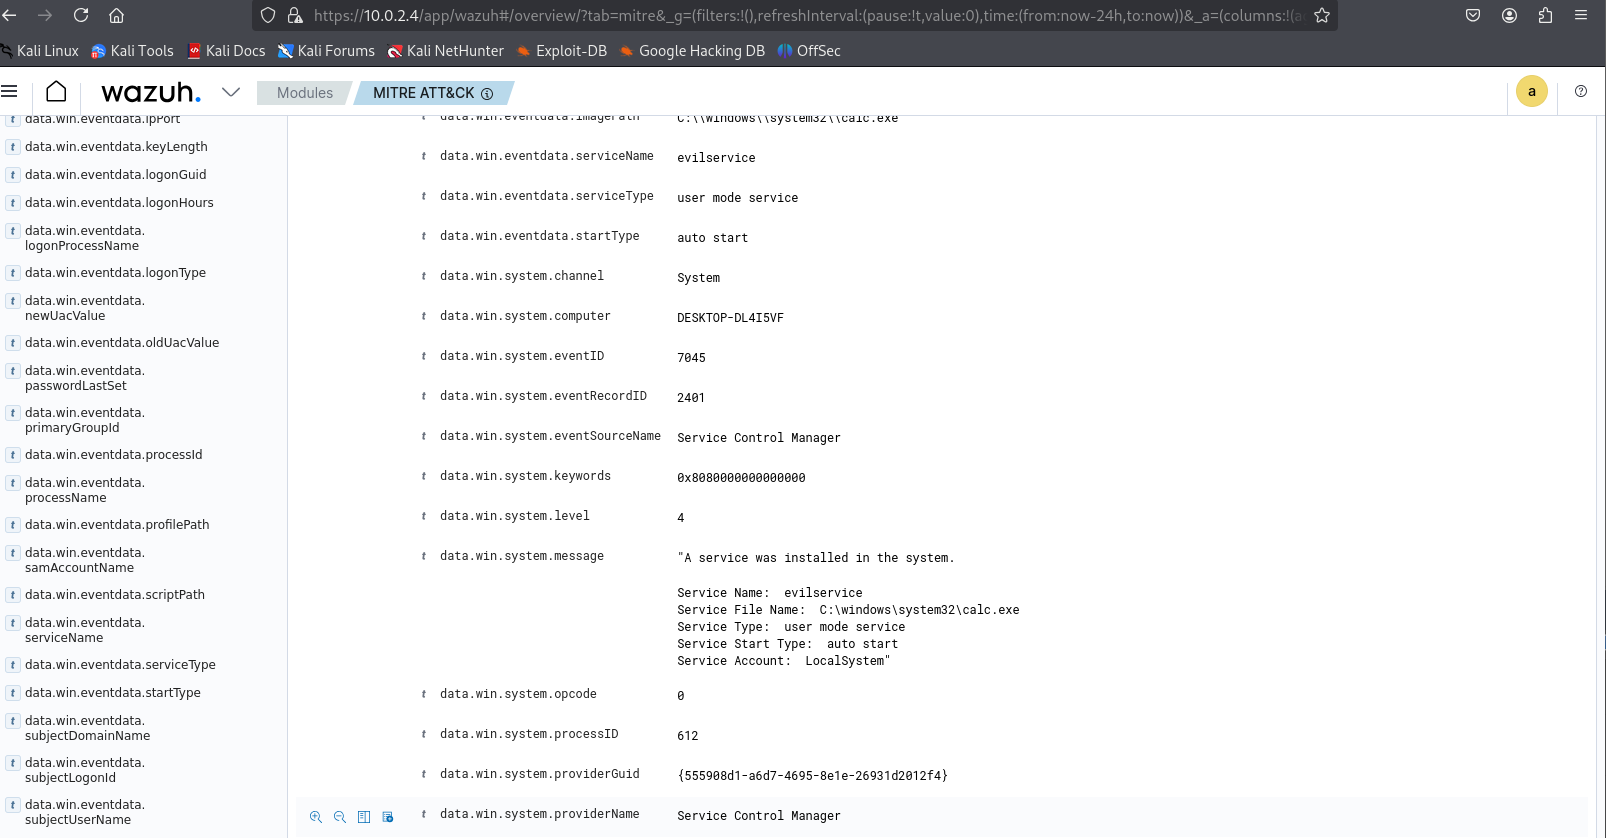 https://10.0.2.4/app/wazuh#/overview/?tab=mitre&_g=(filters:!(),refreshInterval:(pause:!t,value:0),time:(from:now-24h,to:now))&_a=(columns:!(a
Kali Linux
Kali Tools
Kali Docs
Kali Forums
Kali NetHunter
Exploit-DB
Google Hacking DB
OffSec
wazuh.
Modules
MITRE ATT&CK
a
t data.win.eventdata.ipPort
t data.win.eventdata.keyLength
t data.win.eventdata.logonGuid
t data.win.eventdata.logonHours
t data.win.eventdata.
logonProcessName
t data.win.eventdata.logonType
t data.win.eventdata.
newUacValue
t data.win.eventdata.oldUacValue
t data.win.eventdata.
passwordLastSet
t data.win.eventdata.
primaryGroupId
t data.win.eventdata.processId
t data.win.eventdata.
processName
t data.win.eventdata.profilePath
t data.win.eventdata.
samAccountName
t data.win.eventdata.scriptPath
t data.win.eventdata.
serviceName
t data.win.eventdata.serviceType
t data.win.eventdata.startType
t data.win.eventdata.
subjectDomainName
t data.win.eventdata.
subjectLogonId
t data.win.eventdata.
subjectUserName
t data.win.eventdata.imagePath C:\\windows\\system32\\calc.exe
t data.win.eventdata.serviceName evilservice
t data.win.eventdata.serviceType user mode service
t data.win.eventdata.startType auto start
t data.win.system.channel System
t data.win.system.computer DESKTOP-DL4I5VF
t data.win.system.eventID 7045
t data.win.system.eventRecordID 2401
t data.win.system.eventSourceName Service Control Manager
t data.win.system.keywords 0x8080000000000000
t data.win.system.level 4
t data.win.system.message "A service was installed in the system.
Service Name:  evilservice
Service File Name:  C:\windows\system32\calc.exe
Service Type:  user mode service
Service Start Type:  auto start
Service Account:  LocalSystem"
t data.win.system.opcode 0
t data.win.system.processID 612
t data.win.system.providerGuid {555908d1-a6d7-4695-8e1e-26931d2012f4}
t data.win.system.providerName Service Control Manager